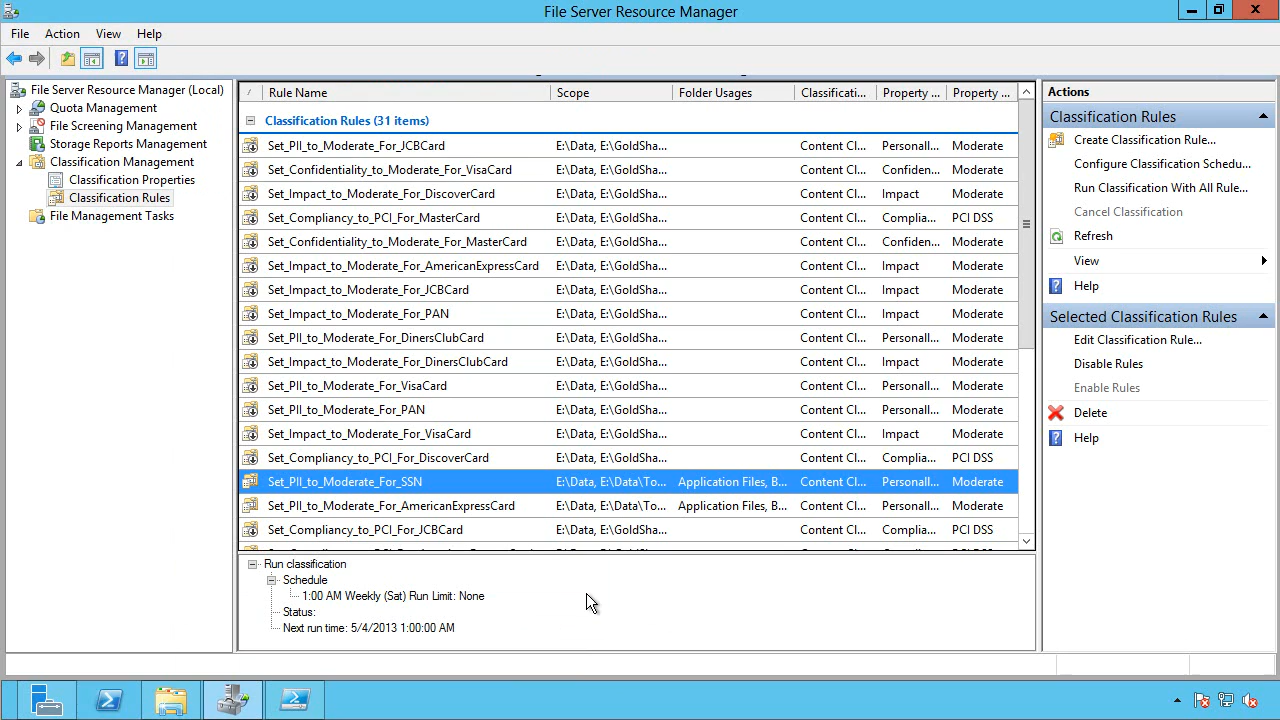 File Server Resource Manager
File Action View Help
File Server Resource Manager (Local)
Quota Management
File Screening Management
Storage Reports Management
Classification Management
Classification Properties
Classification Rules
File Management Tasks
Rule Name Scope Folder Usages Classificati... Property ... Property ...
Classification Rules (31 items)
Set_PII_to_Moderate_For_JCBCard E:\Data, E:\GoldSha... Content Cl... Personall... Moderate
Set_Confidentiality_to_Moderate_For_VisaCard E:\Data, E:\GoldSha... Content Cl... Confiden... Moderate
Set_Impact_to_Moderate_For_DiscoverCard E:\Data, E:\GoldSha... Content Cl... Impact Moderate
Set_Compliancy_to_PCI_For_MasterCard E:\Data, E:\GoldSha... Content Cl... Complia... PCI DSS
Set_Confidentiality_to_Moderate_For_MasterCard E:\Data, E:\GoldSha... Content Cl... Confiden... Moderate
Set_Impact_to_Moderate_For_AmericanExpressCard E:\Data, E:\GoldSha... Content Cl... Impact Moderate
Set_Impact_to_Moderate_For_JCBCard E:\Data, E:\GoldSha... Content Cl... Impact Moderate
Set_Impact_to_Moderate_For_PAN E:\Data, E:\GoldSha... Content Cl... Impact Moderate
Set_PII_to_Moderate_For_DinersClubCard E:\Data, E:\GoldSha... Content Cl... Personall... Moderate
Set_Impact_to_Moderate_For_DinersClubCard E:\Data, E:\GoldSha... Content Cl... Impact Moderate
Set_PII_to_Moderate_For_VisaCard E:\Data, E:\GoldSha... Content Cl... Personall... Moderate
Set_PII_to_Moderate_For_PAN E:\Data, E:\GoldSha... Content Cl... Personall... Moderate
Set_Impact_to_Moderate_For_VisaCard E:\Data, E:\GoldSha... Content Cl... Impact Moderate
Set_Compliancy_to_PCI_For_DiscoverCard E:\Data, E:\GoldSha... Content Cl... Complia... PCI DSS
Set_PII_to_Moderate_For_SSN E:\Data, E:\Data\To... Application Files, B... Content Cl... Personall... Moderate
Set_PII_to_Moderate_For_AmericanExpressCard E:\Data, E:\Data\To... Application Files, B... Content Cl... Personall... Moderate
Set_Compliancy_to_PCI_For_JCBCard E:\Data, E:\GoldSha... Content Cl... Complia... PCI DSS
Run classification
Schedule
1:00 AM Weekly (Sat) Run Limit: None
Status:
Next run time: 5/4/2013 1:00:00 AM
Actions
Classification Rules
Create Classification Rule...
Configure Classification Schedu...
Run Classification With All Rule...
Cancel Classification
Refresh
View
Help
Selected Classification Rules
Edit Classification Rule...
Disable Rules
Enable Rules
Delete
Help